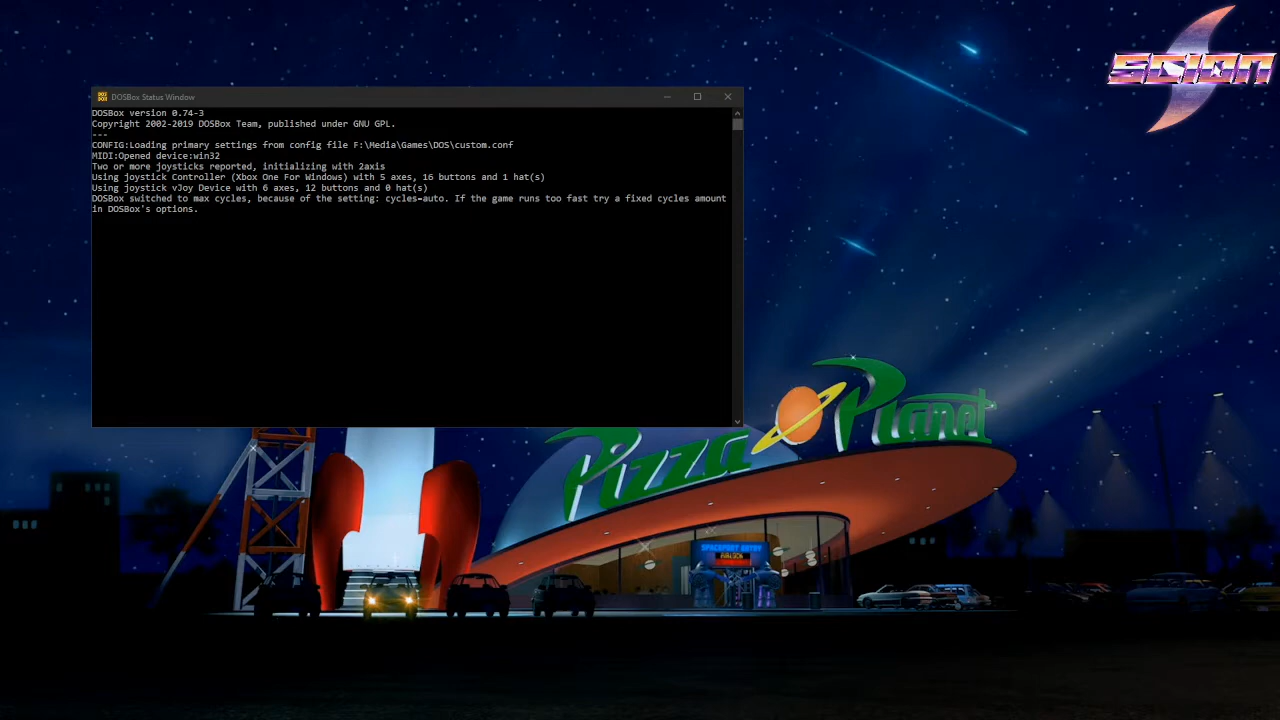 SCION
DOSBox Status Window
DOSBox version 0.74-3
Copyright 2002-2019 DOSBox Team, published under GNU GPL.
---
CONFIG:Loading primary settings from config file F:\Media\Games\DOS\custom.conf
MIDI:Opened device:win32
Two or more joysticks reported, initializing with 2axis
Using joystick Controller (Xbox One For Windows) with 5 axes, 16 buttons and 1 hat(s)
Using joystick vJoy Device with 6 axes, 12 buttons and 0 hat(s)
DOSBox switched to max cycles, because of the setting: cycles=auto. If the game runs too fast try a fixed cycles amount
in DOSBox's options.
Pizza Planet
SPACEPORT ENTRY